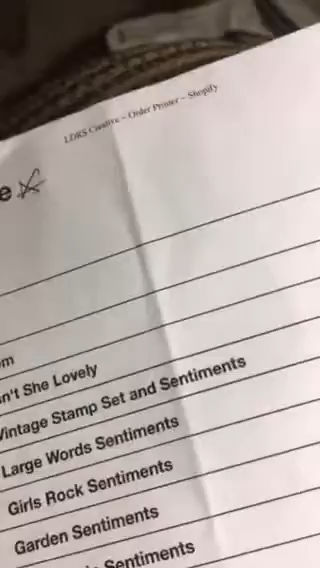 LDRS Creative ~ Order Printer ~ Shopify
e
m
n't She Lovely
Vintage Stamp Set and Sentiments
Large Words Sentiments
Girls Rock Sentiments
Garden Sentiments
Sentiments